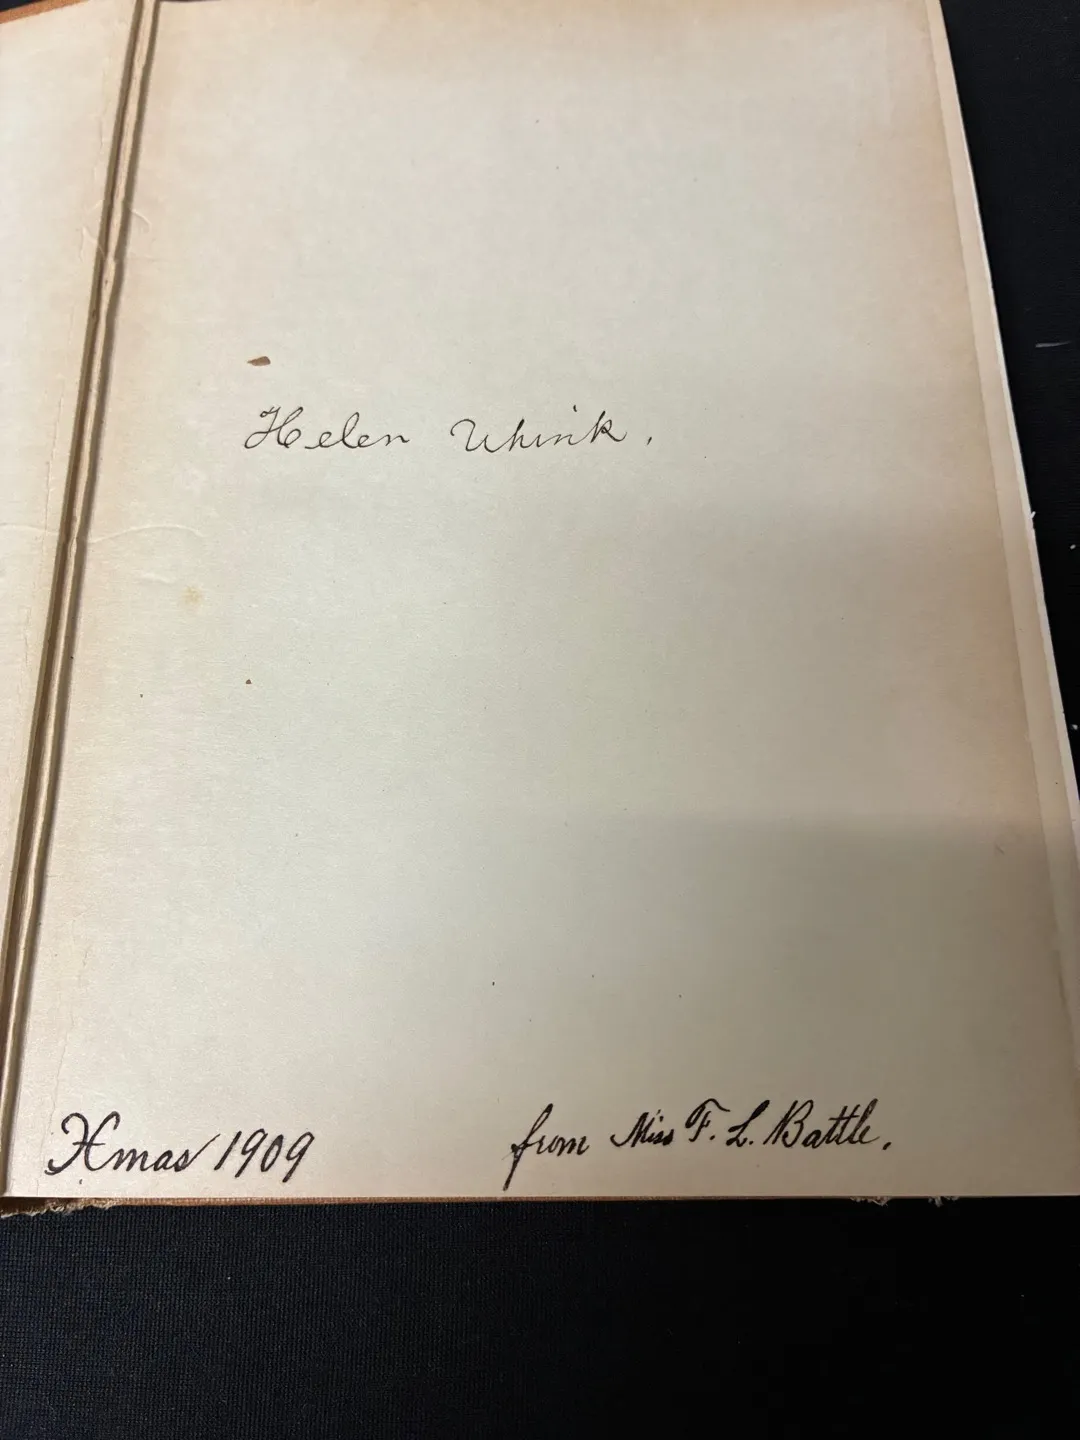 Helen Whink.
Xmas 1909
from Miss F. L. Battle.